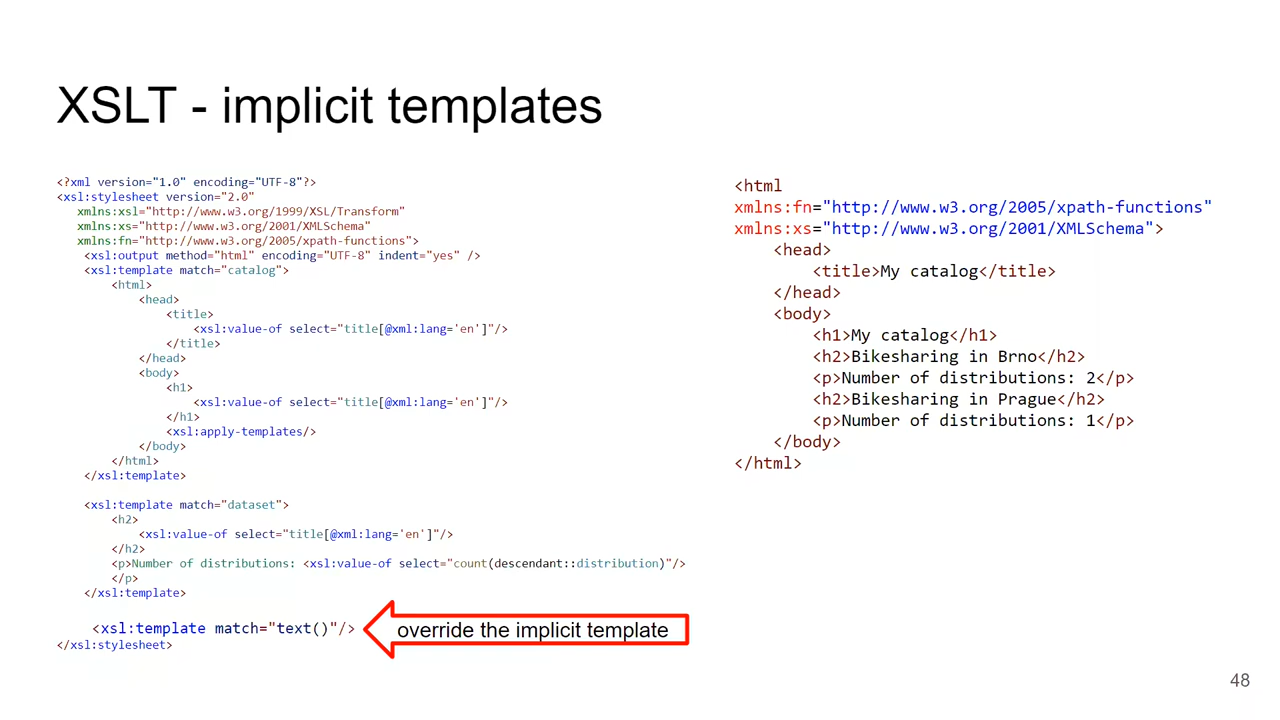 XSLT - implicit templates
<?xml version="1.0" encoding="UTF-8"?>
<xsl:stylesheet version="2.0"
xmlns:xsl="http://www.w3.org/1999/XSL/Transform"
xmlns:xs="http://www.w3.org/2001/XMLSchema"
xmlns:fn="http://www.w3.org/2005/xpath-functions">
<xsl:output method="html" encoding="UTF-8" indent="yes" />
<xsl:template match="catalog">
<html>
<head>
<title>
<xsl:value-of select="title[@xml:lang='en']"/>
</title>
</head>
<body>
<h1>
<xsl:value-of select="title[@xml:lang='en']"/>
</h1>
<xsl:apply-templates/>
</body>
</html>
</xsl:template>
<xsl:template match="dataset">
<h2>
<xsl:value-of select="title[@xml:lang='en']"/>
</h2>
<p>Number of distributions: <xsl:value-of select="count(descendant::distribution)"/>
</p>
</xsl:template>
<xsl:template match="text()"/>
override the implicit template
</xsl:stylesheet>
<html
xmlns:fn="http://www.w3.org/2005/xpath-functions"
xmlns:xs="http://www.w3.org/2001/XMLSchema">
<head>
<title>My catalog</title>
</head>
<body>
<h1>My catalog</h1>
<h2>Bikesharing in Brno</h2>
<p>Number of distributions: 2</p>
<h2>Bikesharing in Prague</h2>
<p>Number of distributions: 1</p>
</body>
</html>
48